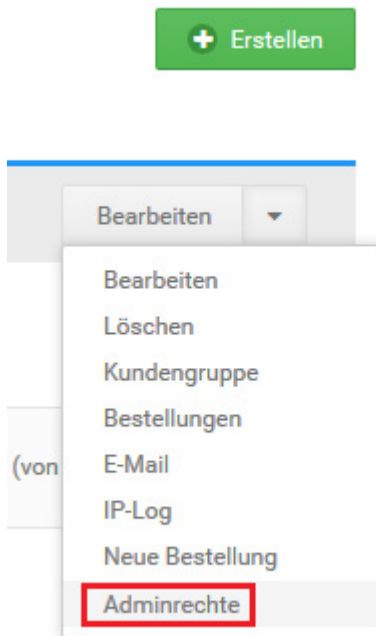 Erstellen
Bearbeiten
Bearbeiten
Löschen
Kundengruppe
Bestellungen
(von E-Mail
IP-Log
Neue Bestellung
Adminrechte